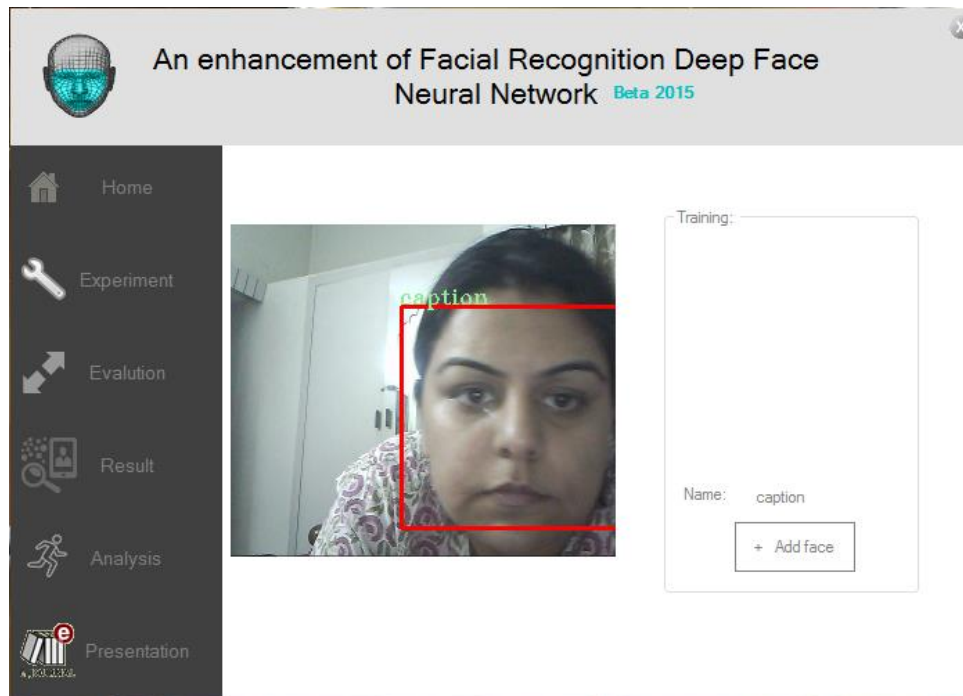 An enhancement of Facial Recognition Deep Face
Neural Network Beta 2015
X
Home
Experiment
Evalution
Result
Analysis
e
Presentation
caption
Training:
Name: caption
+ Add face